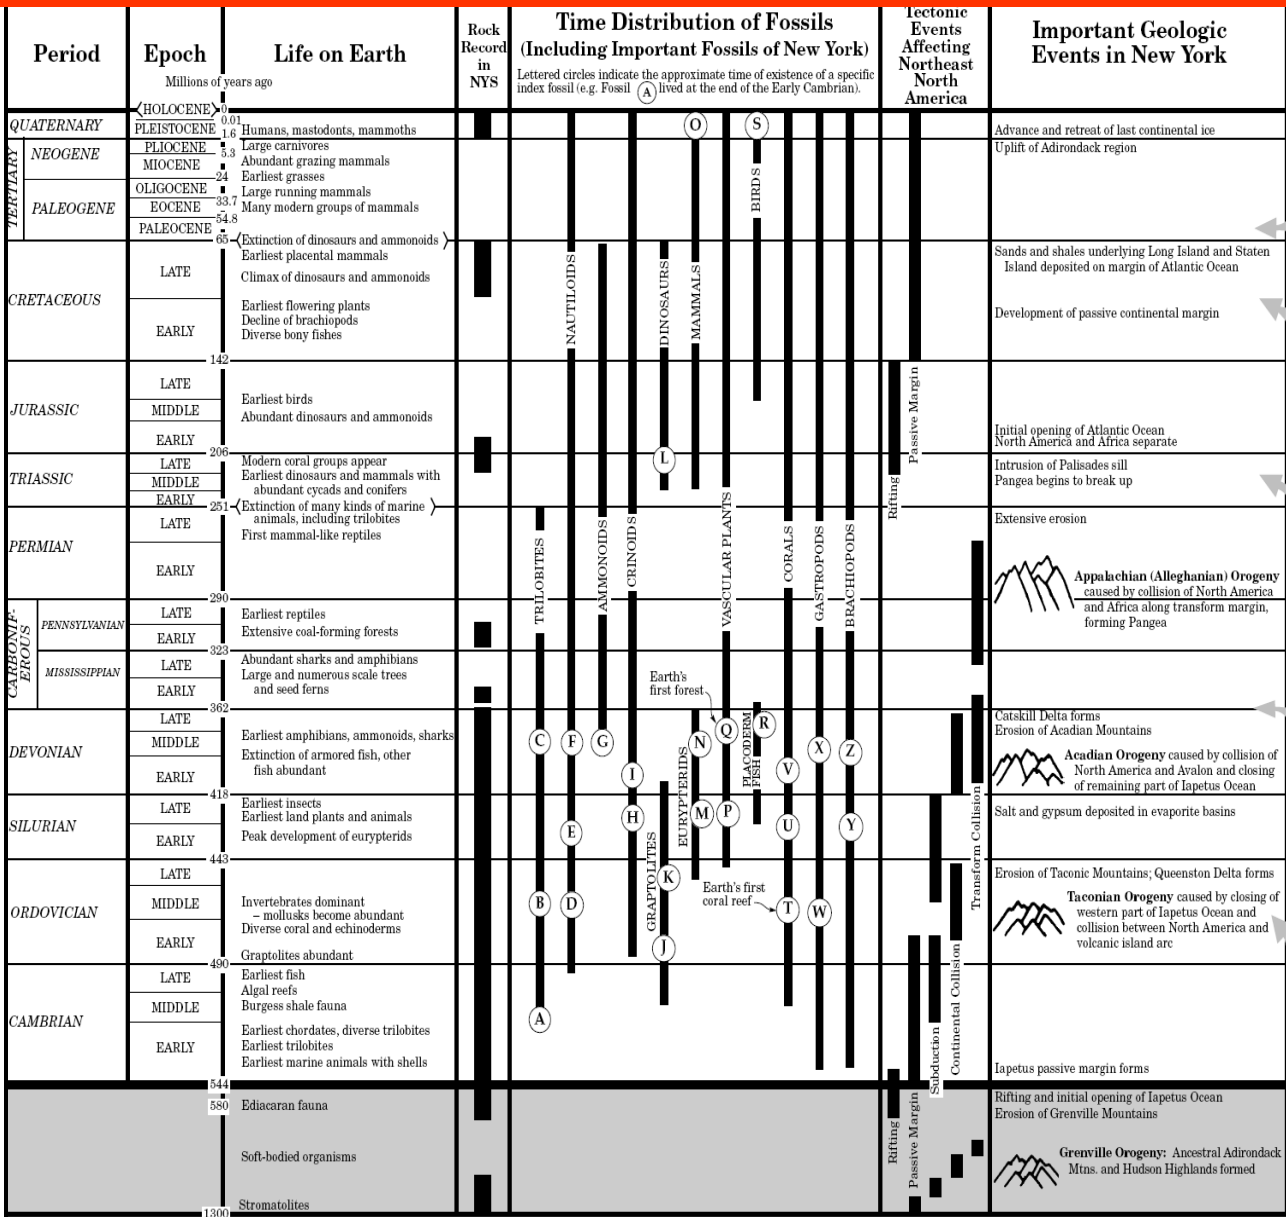 Period
Epoch
Life on Earth
Rock
Record
in
NYS
Time Distribution of Fossils
(Including Important Fossils of New York)
Lettered circles indicate the approximate time of existence of a specific
index fossil (e.g. Fossil A lived at the end of the Early Cambrian).
Tectonic
Events
Affecting
Northeast
North
America
Important Geologic
Events in New York
Millions of years ago
QUATERNARY
TERTIARY
NEOGENE
PALEOGENE
CRETACEOUS
JURASSIC
TRIASSIC
PERMIAN
CARBONIF-
EROUS
PENNSYLVANIAN
MISSISSIPPIAN
DEVONIAN
SILURIAN
ORDOVICIAN
CAMBRIAN
HOLOCENE
PLEISTOCENE
PLIOCENE
MIOCENE
OLIGOCENE
EOCENE
PALEOCENE
LATE
EARLY
LATE
MIDDLE
EARLY
LATE
MIDDLE
EARLY
LATE
EARLY
LATE
EARLY
LATE
EARLY
LATE
MIDDLE
EARLY
LATE
EARLY
LATE
MIDDLE
EARLY
LATE
MIDDLE
EARLY
0
0.01
1.6
5.3
24
33.7
54.8
65
142
206
251
290
323
362
418
443
490
544
580
1300
Humans, mastodonts, mammoths
Large carnivores
Abundant grazing mammals
Earliest grasses
Large running mammals
Many modern groups of mammals
Extinction of dinosaurs and ammonoids
Earliest placental mammals
Climax of dinosaurs and ammonoids
Earliest flowering plants
Decline of brachiopods
Diverse bony fishes
Earliest birds
Abundant dinosaurs and ammonoids
Modern coral groups appear
Earliest dinosaurs and mammals with
abundant cycads and conifers
Extinction of many kinds of marine
animals, including trilobites
First mammal-like reptiles
Earliest reptiles
Extensive coal-forming forests
Abundant sharks and amphibians
Large and numerous scale trees
and seed ferns
Earliest amphibians, ammonoids, sharks
Extinction of armored fish, other
fish abundant
Earliest insects
Earliest land plants and animals
Peak development of eurypterids
Invertebrates dominant
– mollusks become abundant
Diverse coral and echinoderms
Graptolites abundant
Earliest fish
Algal reefs
Burgess shale fauna
Earliest chordates, diverse trilobites
Earliest trilobites
Earliest marine animals with shells
Ediacaran fauna
Soft-bodied organisms
Stromatolites
TRILOBITES
C
B
A
NAUTILOIDS
F
E
D
AMMONOIDS
G
CRINOIDS
I
H
DINOSAURS
L
GRAPTOLITES
K
J
MAMMALS
O
EURYPTERIDS
N
M
VASCULAR PLANTS
Earth's
first forest
Q
P
BIRDS
S
PLACODERM
FISH
R
CORALS
V
U
Earth's first
coral reef
T
GASTROPODS
X
W
BRACHIOPODS
Z
Y
Rifting
Passive Margin
Transform Collision
Continental Collision
Subduction
Rifting
Passive Margin
Advance and retreat of last continental ice
Uplift of Adirondack region
Sands and shales underlying Long Island and Staten
Island deposited on margin of Atlantic Ocean
Development of passive continental margin
Initial opening of Atlantic Ocean
North America and Africa separate
Intrusion of Palisades sill
Pangea begins to break up
Extensive erosion
Appalachian (Alleghanian) Orogeny
caused by collision of North America
and Africa along transform margin,
forming Pangea
Catskill Delta forms
Erosion of Acadian Mountains
Acadian Orogeny caused by collision of
North America and Avalon and closing
of remaining part of Iapetus Ocean
Salt and gypsum deposited in evaporite basins
Erosion of Taconic Mountains; Queenston Delta forms
Taconian Orogeny caused by closing of
western part of Iapetus Ocean and
collision between North America and
volcanic island arc
Iapetus passive margin forms
Rifting and initial opening of Iapetus Ocean
Erosion of Grenville Mountains
Grenville Orogeny: Ancestral Adirondack
Mtns. and Hudson Highlands formed